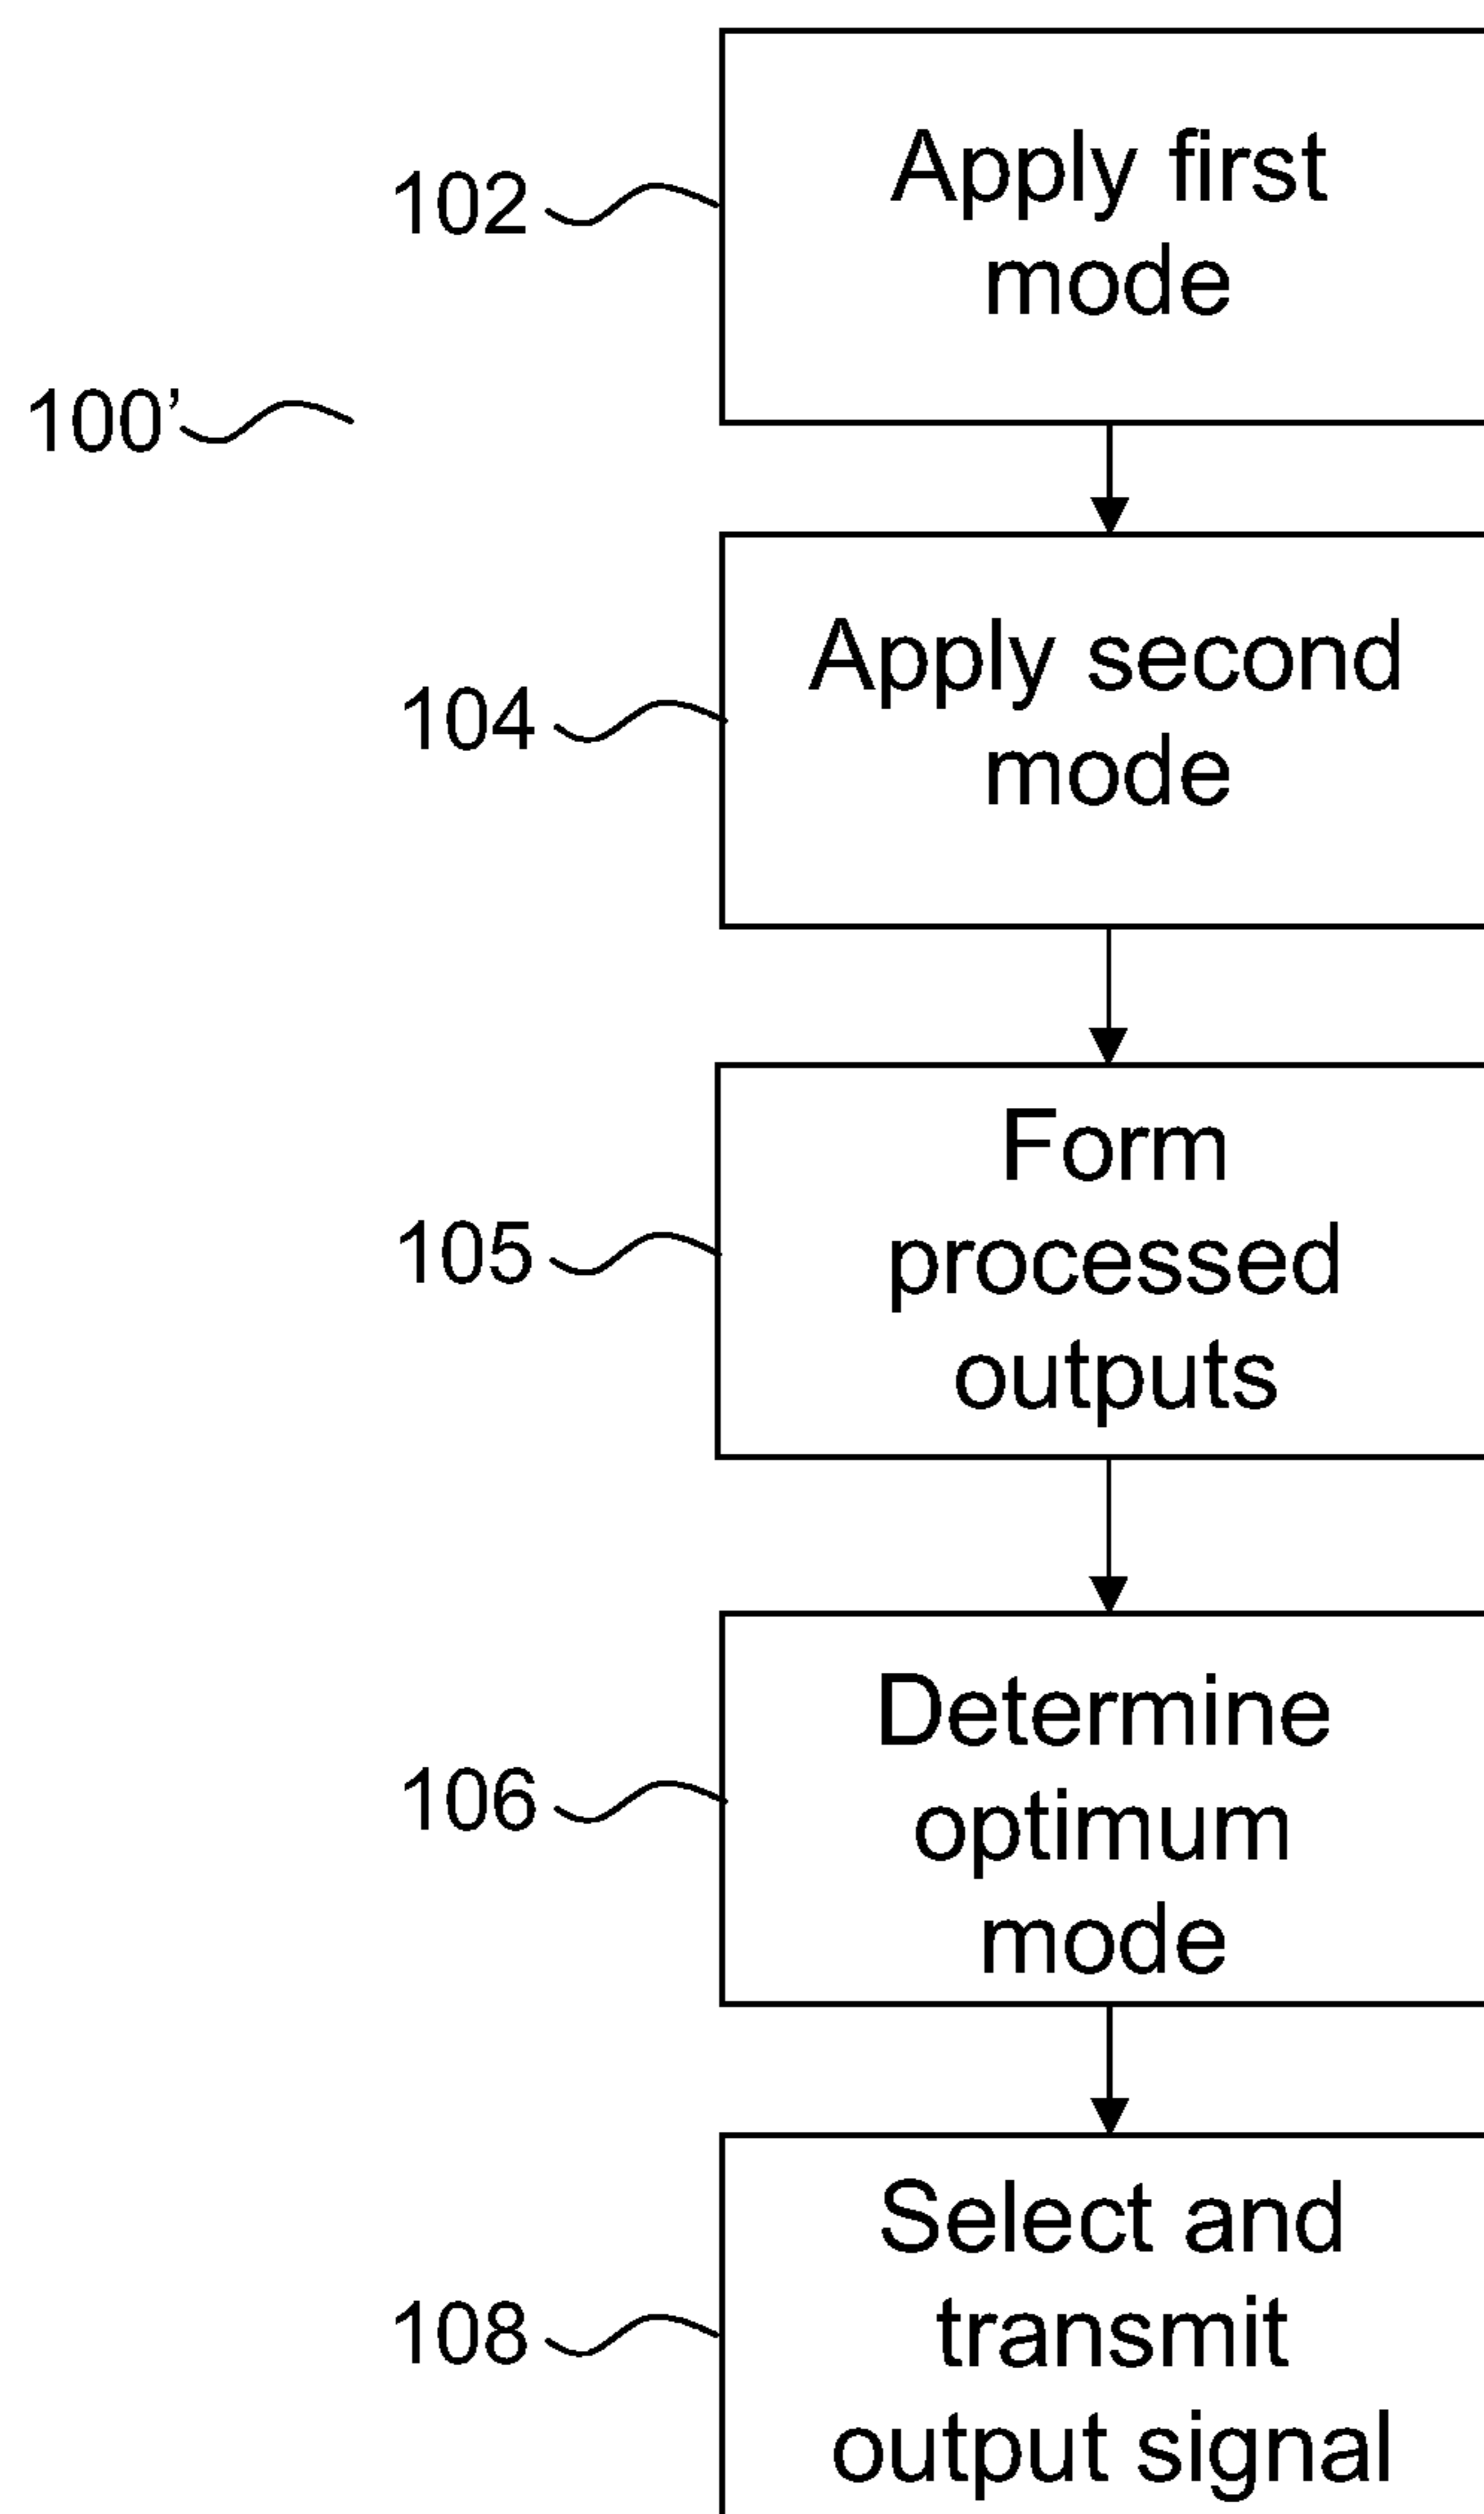 102
Apply first
mode
100’
104
Apply second
mode
105
Form
processed
outputs
106
Determine
optimum
mode
108
Select and
transmit
output signal